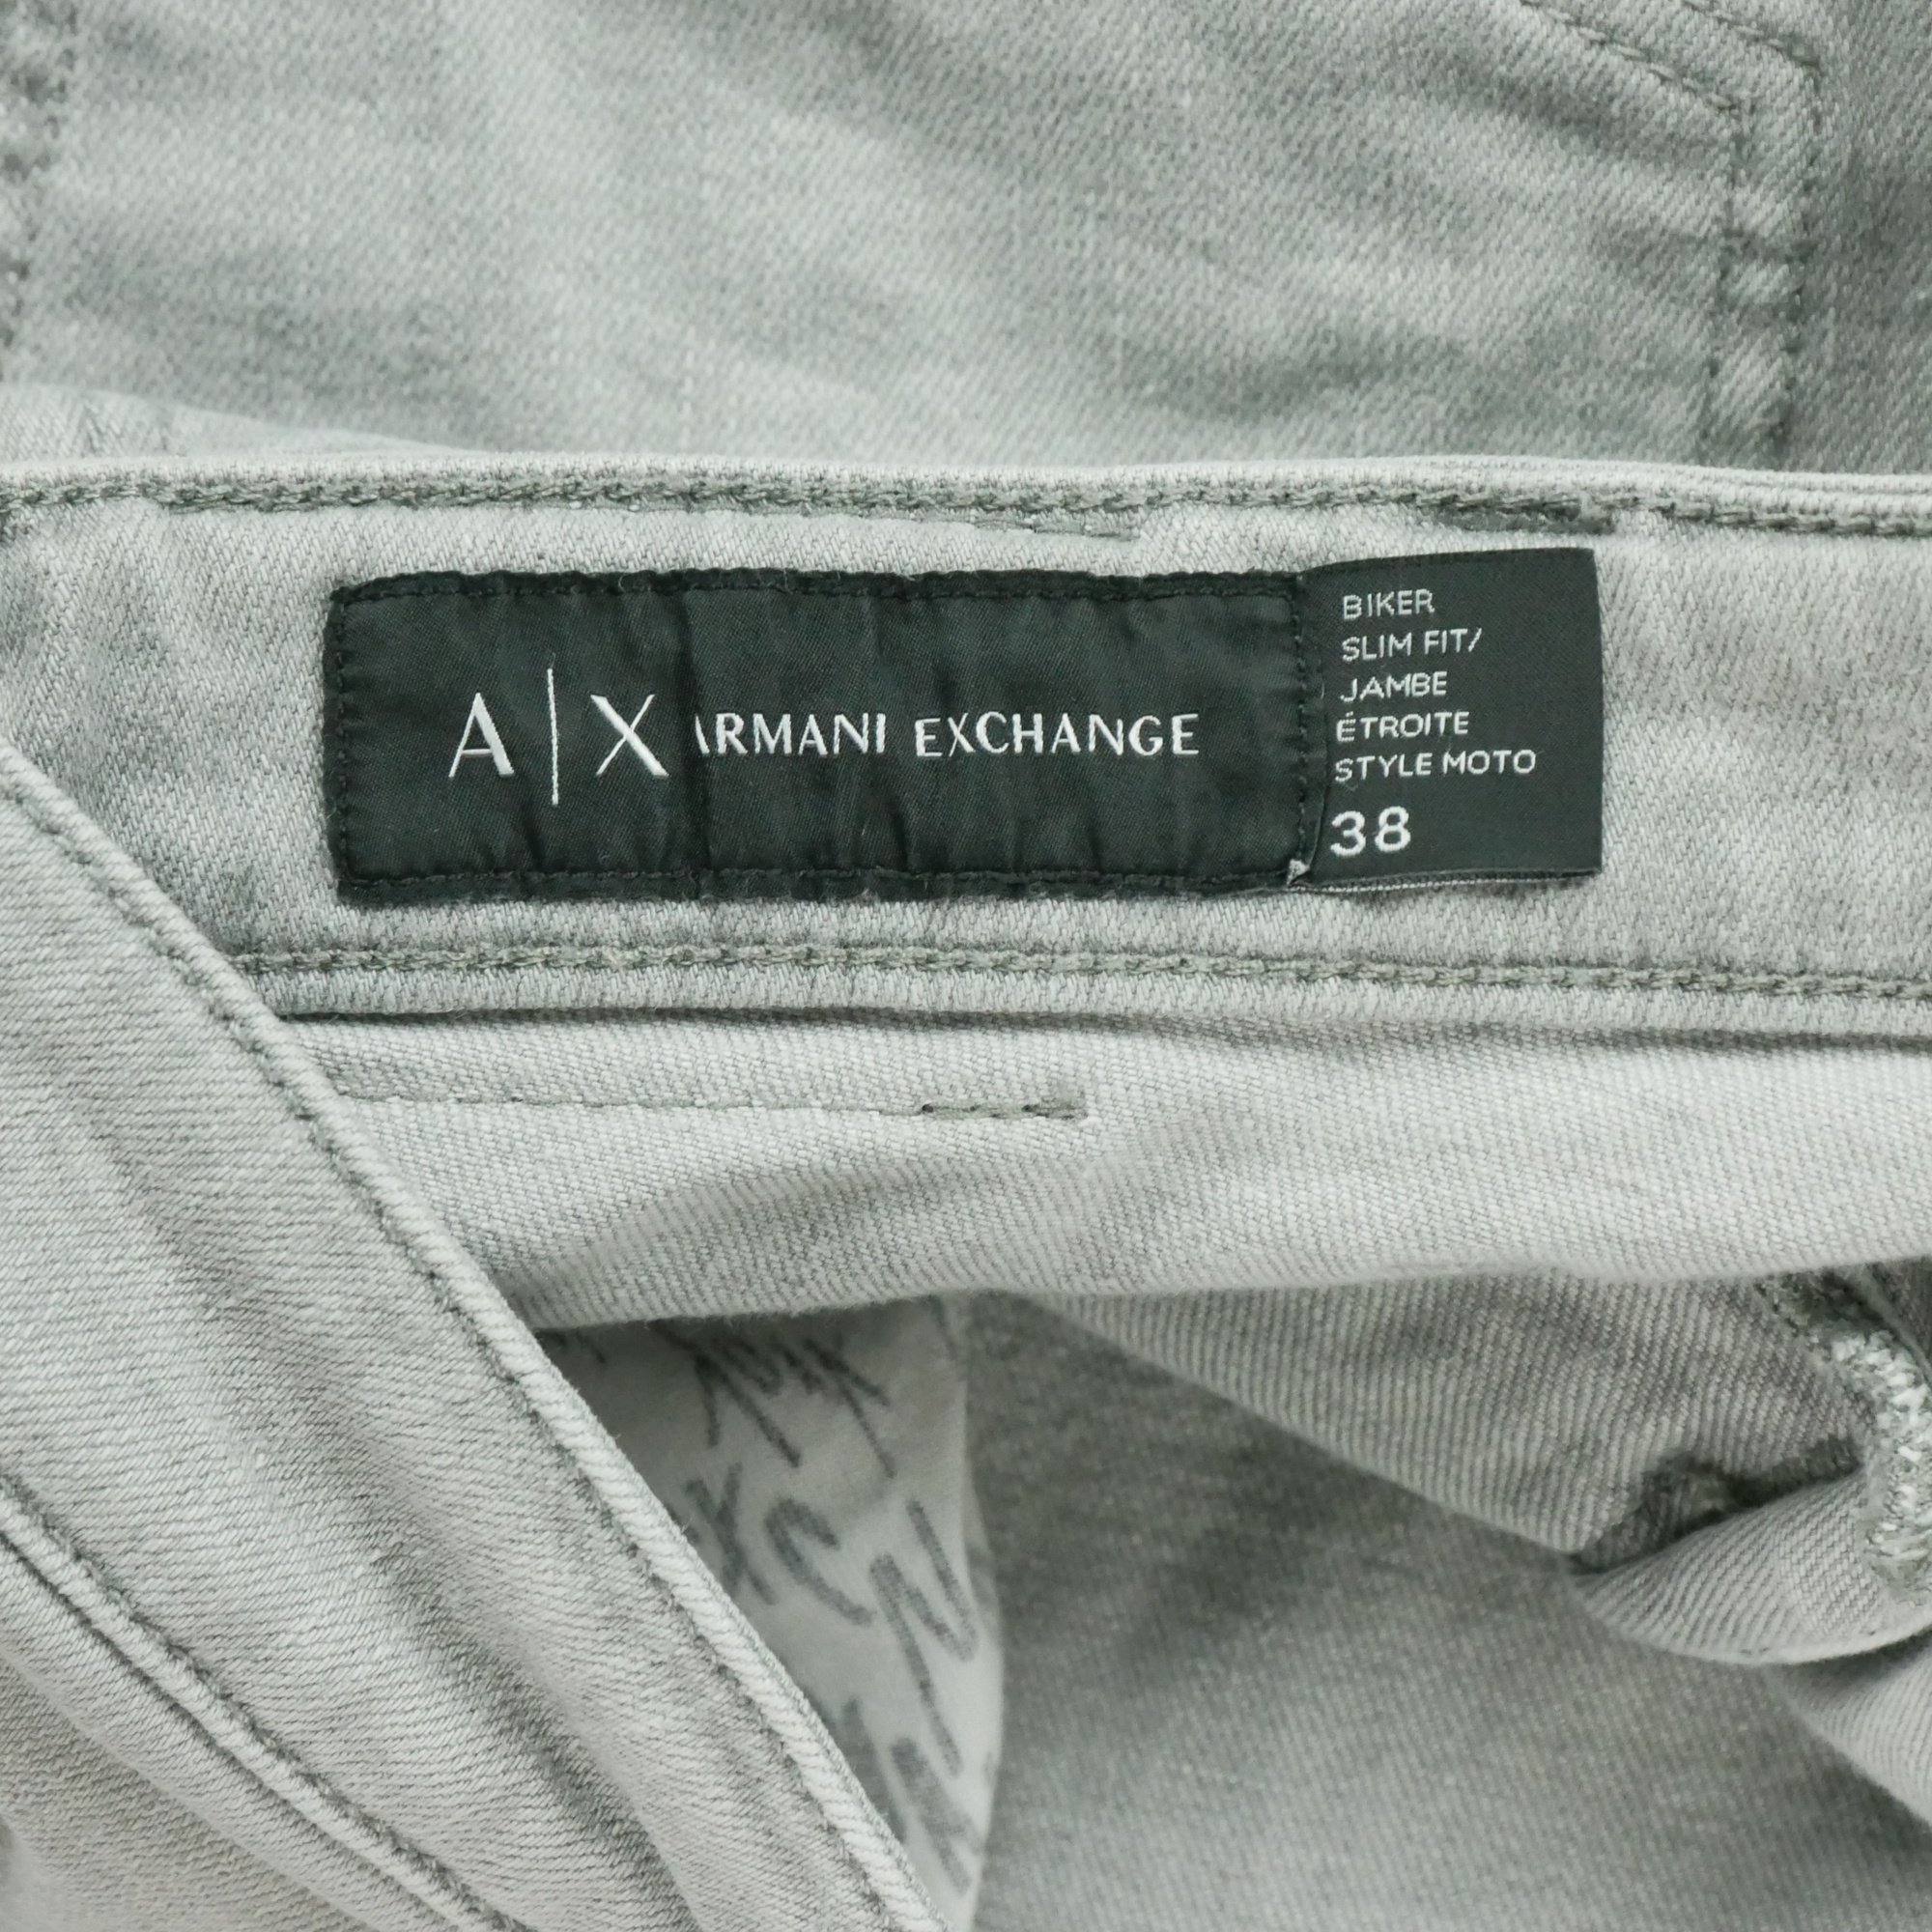 A|X ARMANI EXCHANGE
BIKER
SLIM FIT/
JAMBE
ÉTROITE
STYLE MOTO
38